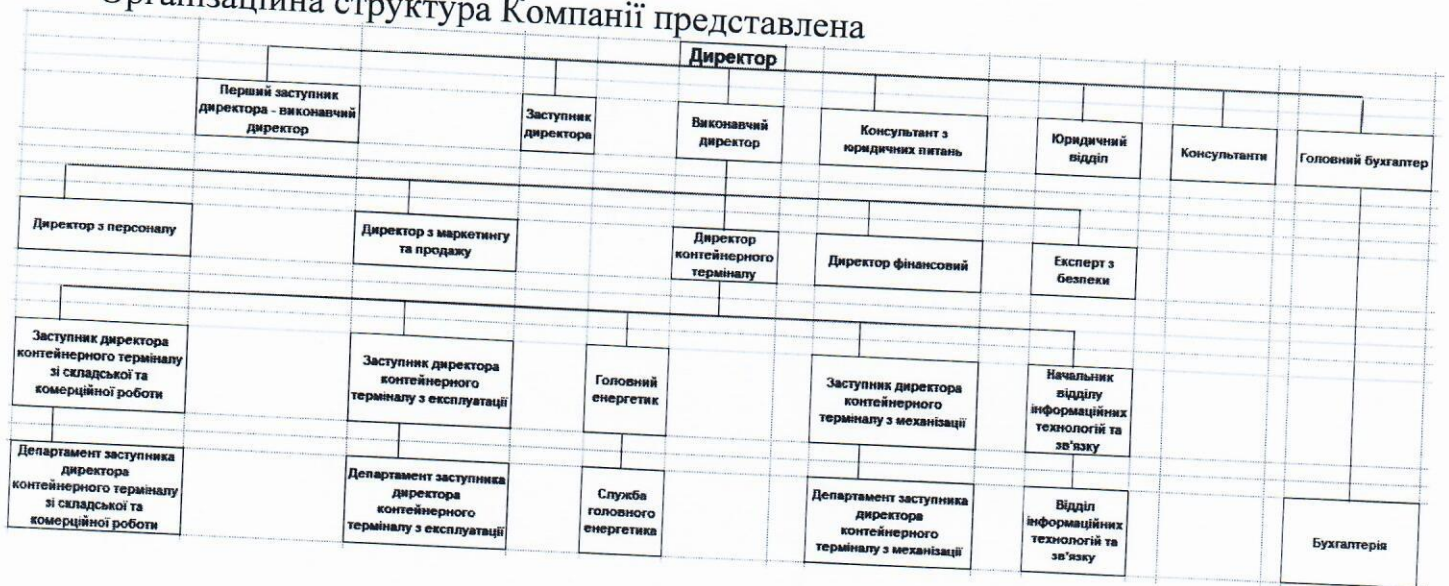 Організаційна структура Компанії представлена
Директор
Перший заступник
директора - виконавчий
директор
Заступник
директора
Виконавчий
директор
Консультант з
юридичних питань
Юридичний
відділ
Консультанти
Головний бухгалтер
Директор з персоналу
Директор з маркетингу
та продажу
Директор
контейнерного
терміналу
Директор фінансовий
Експерт з
безпеки
Заступник директора
контейнерного терміналу
зі складської та
комерційної роботи
Заступник директора
контейнерного
терміналу з експлуатації
Головний
енергетик
Заступник директора
контейнерного
терміналу з механізації
Начальник
відділу
інформаційних
технологій та
зв'язку
Департамент заступника
директора
контейнерного терміналу
зі складської та
комерційної роботи
Департамент заступника
директора
контейнерного
терміналу з експлуатації
Служба
головного
енергетика
Департамент заступника
директора
контейнерного
терміналу з механізації
Відділ
інформаційних
технологій та
зв'язку
Бухгалтерія